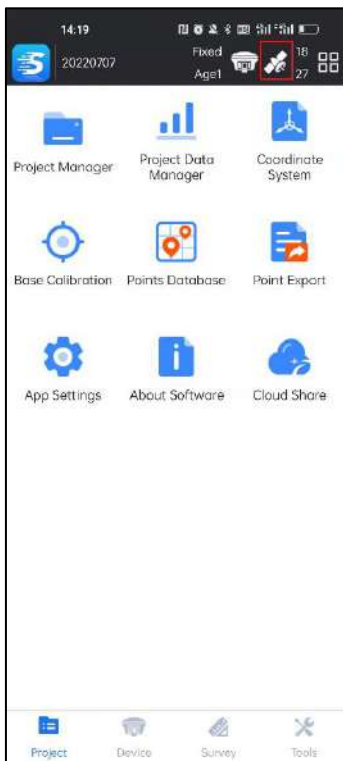 14:19
20220707
Fixed
Age1
18
27
Project Manager
Project Data
Manager
Coordinate
System
Base Calibration
Points Database
Point Export
App Settings
About Software
Cloud Share
Project
Device
Survey
Tools